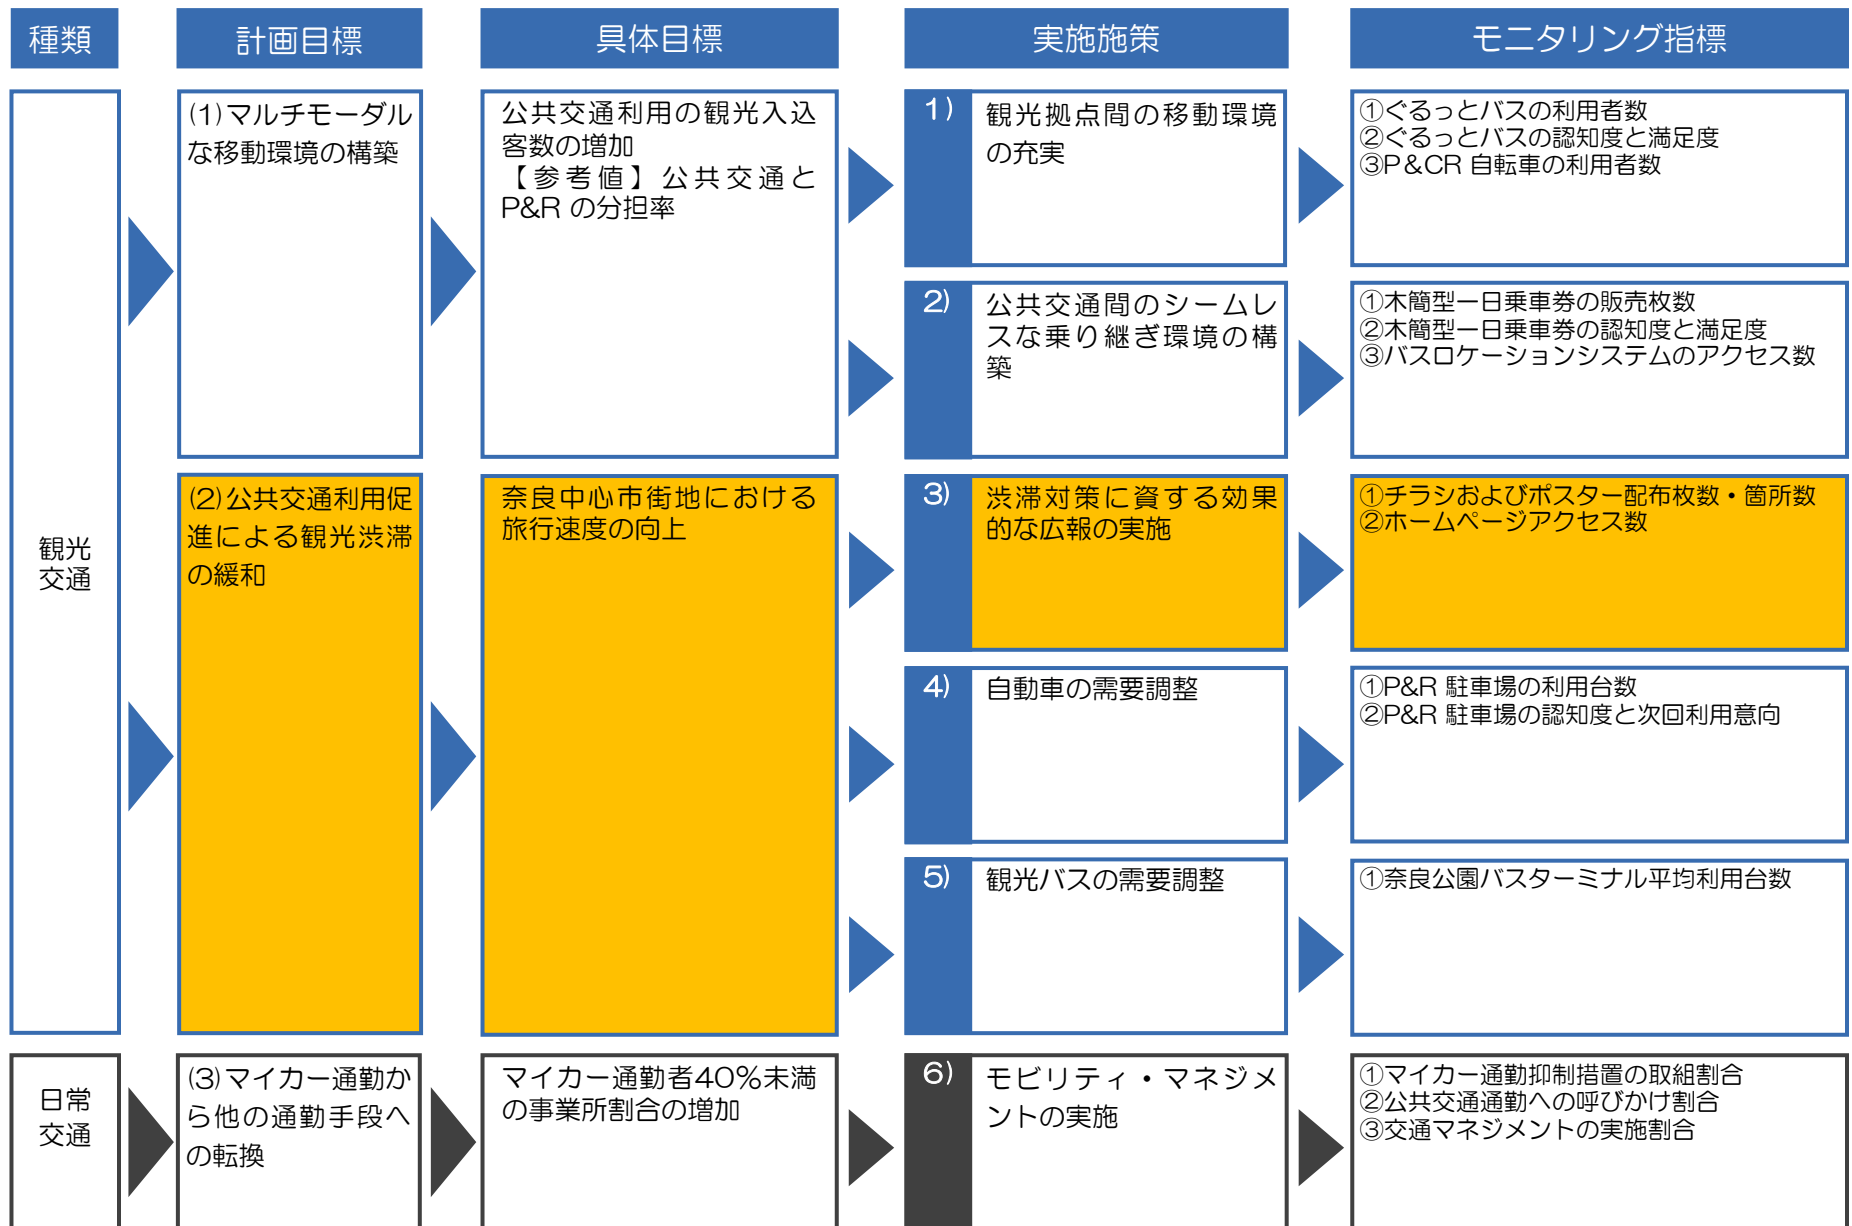 種類
計画目標
具体目標
実施施策
モニタリング指標
観光
交通
(1)マルチモーダル
な移動環境の構築
公共交通利用の観光入込
客数の増加
【参考値】公共交通と
P&R の分担率
1)
観光拠点間の移動環境
の充実
①ぐるっとバスの利用者数
②ぐるっとバスの認知度と満足度
③P&CR 自転車の利用者数
2)
公共交通間のシームレ
スな乗り継ぎ環境の構
築
①木簡型一日乗車券の販売枚数
②木簡型一日乗車券の認知度と満足度
③バスロケーションシステムのアクセス数
(2)公共交通利用促
進による観光渋滞
の緩和
奈良中心市街地における
旅行速度の向上
3)
渋滞対策に資する効果
的な広報の実施
①チラシおよびポスター配布枚数・箇所数
②ホームページアクセス数
4)
自動車の需要調整
①P&R 駐車場の利用台数
②P&R 駐車場の認知度と次回利用意向
5)
観光バスの需要調整
①奈良公園バスターミナル平均利用台数
日常
交通
(3)マイカー通勤か
ら他の通勤手段へ
の転換
マイカー通勤者40%未満
の事業所割合の増加
6)
モビリティ・マネジメ
ントの実施
①マイカー通勤抑制措置の取組割合
②公共交通通勤への呼びかけ割合
③交通マネジメントの実施割合